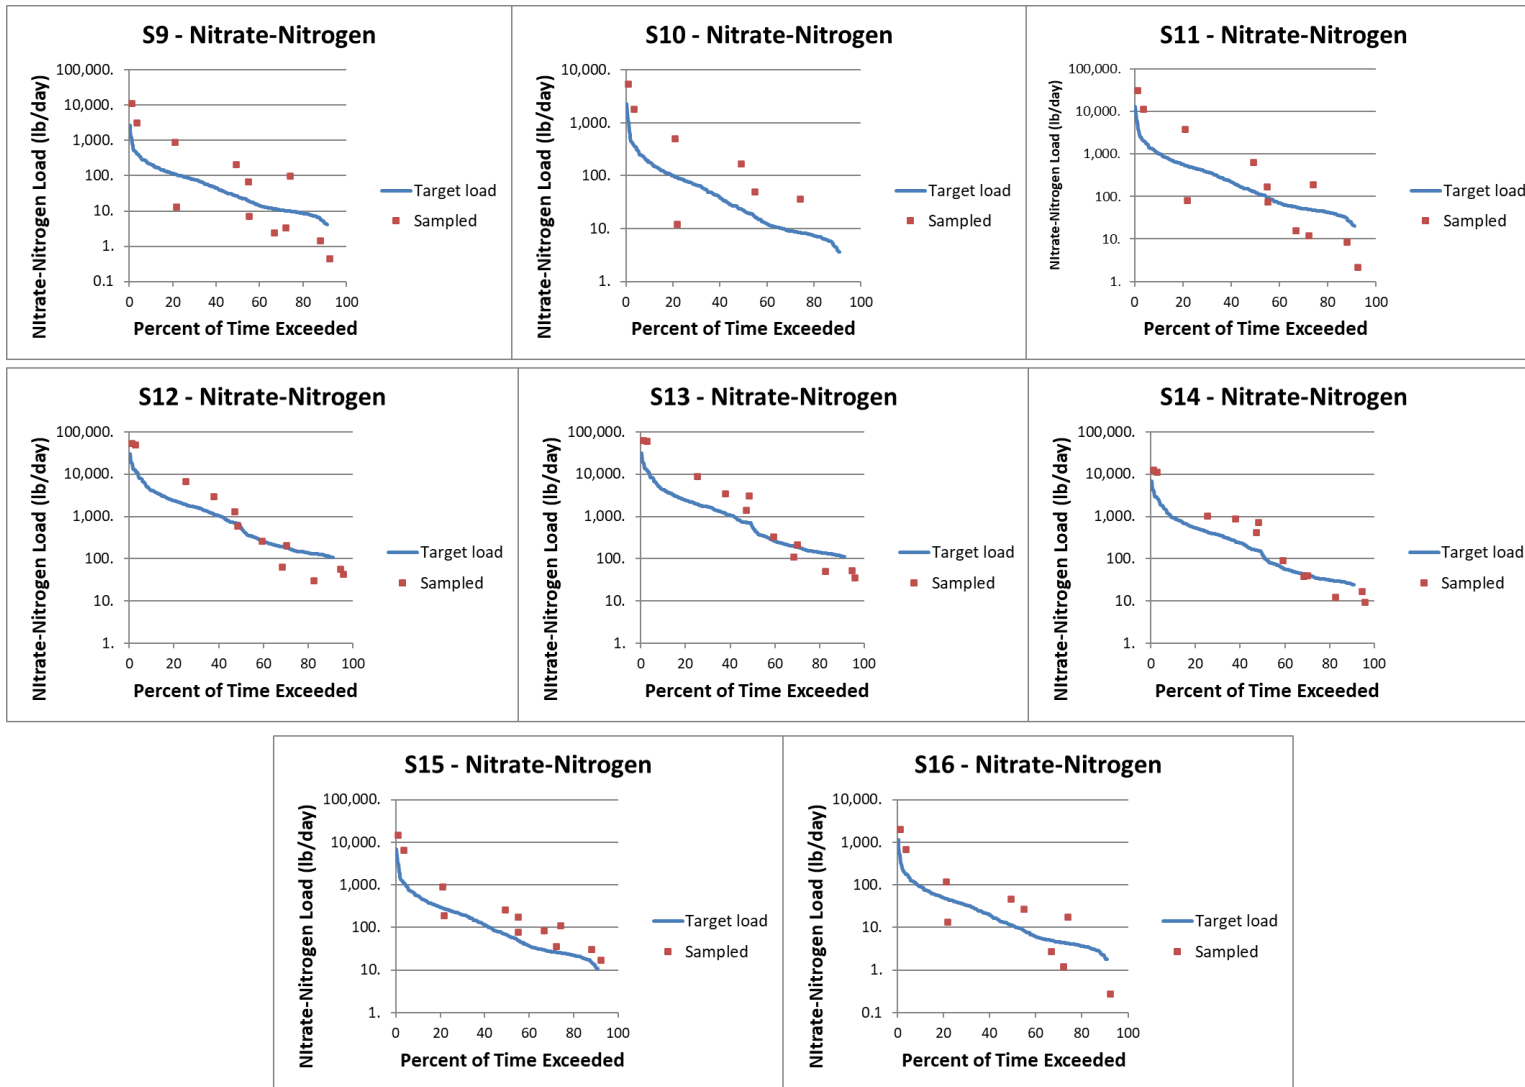 S9 - Nitrate-Nitrogen
NItrate-Nitrogen Load (lb/day)
100,000.
10,000.
1,000.
100.
10.
1.
0.1
0 20 40 60 80 100
Percent of Time Exceeded
Target load
Sampled
S10 - Nitrate-Nitrogen
NItrate-Nitrogen Load (lb/day)
10,000.
1,000.
100.
10.
1.
0 20 40 60 80 100
Percent of Time Exceeded
Target load
Sampled
S11 - Nitrate-Nitrogen
NItrate-Nitrogen Load (lb/day)
100,000.
10,000.
1,000.
100.
10.
1.
0 20 40 60 80 100
Percent of Time Exceeded
Target load
Sampled
S12 - Nitrate-Nitrogen
NItrate-Nitrogen Load (lb/day)
100,000.
10,000.
1,000.
100.
10.
1.
0 20 40 60 80 100
Percent of Time Exceeded
Target load
Sampled
S13 - Nitrate-Nitrogen
NItrate-Nitrogen Load (lb/day)
100,000.
10,000.
1,000.
100.
10.
1.
0 20 40 60 80 100
Percent of Time Exceeded
Target load
Sampled
S14 - Nitrate-Nitrogen
NItrate-Nitrogen Load (lb/day)
100,000.
10,000.
1,000.
100.
10.
1.
0 20 40 60 80 100
Percent of Time Exceeded
Target load
Sampled
S15 - Nitrate-Nitrogen
NItrate-Nitrogen Load (lb/day)
100,000.
10,000.
1,000.
100.
10.
1.
0 20 40 60 80 100
Percent of Time Exceeded
Target load
Sampled
S16 - Nitrate-Nitrogen
NItrate-Nitrogen Load (lb/day)
10,000.
1,000.
100.
10.
1.
0.1
0 20 40 60 80 100
Percent of Time Exceeded
Target load
Sampled